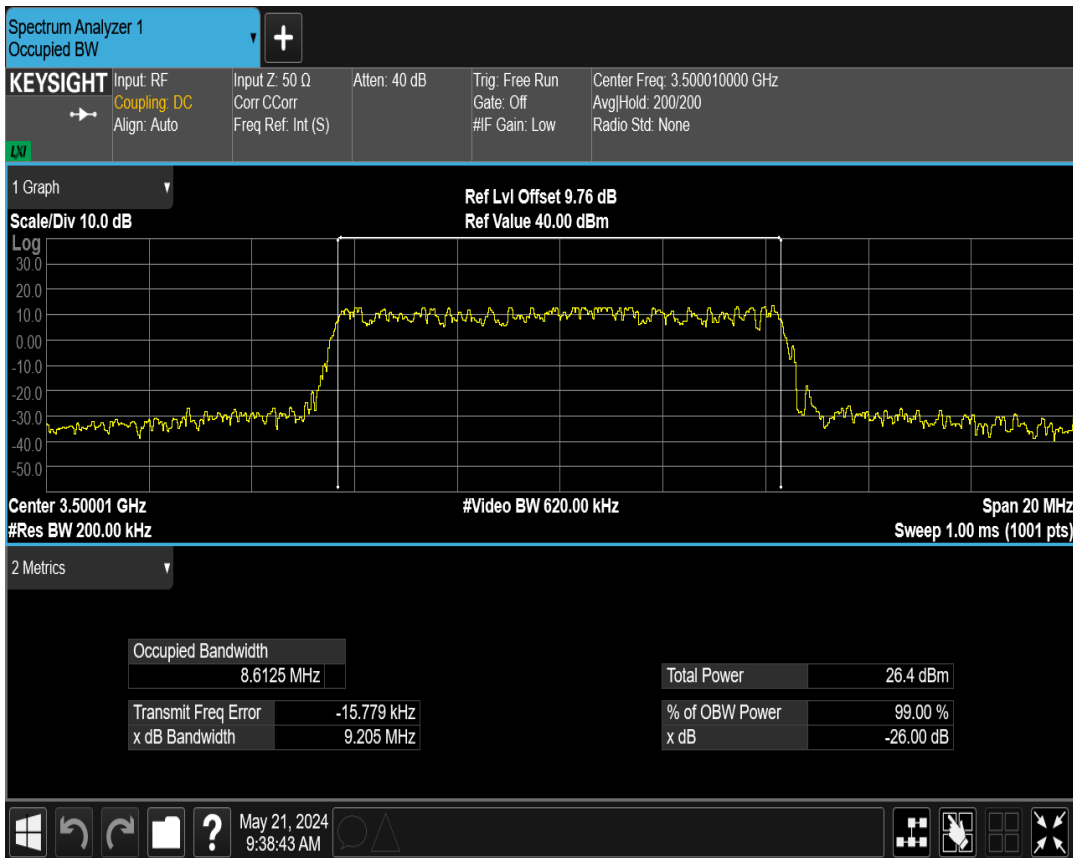 Spectrum Analyzer 1
Occupied BW
+
KEYSIGHT
LXI
Input: RF
Coupling: DC
Align: Auto
Input Z: 50 Ω
Corr CCorr
Freq Ref: Int (S)
Atten: 40 dB
Trig: Free Run
Gate: Off
#IF Gain: Low
Center Freq: 3.500010000 GHz
Avg|Hold: 200/200
Radio Std: None
1 Graph
Scale/Div 10.0 dB
Ref Lvl Offset 9.76 dB
Ref Value 40.00 dBm
Log
30.0
20.0
10.0
0.00
-10.0
-20.0
-30.0
-40.0
-50.0
Center 3.50001 GHz
#Res BW 200.00 kHz
#Video BW 620.00 kHz
Span 20 MHz
Sweep 1.00 ms (1001 pts)
2 Metrics
Occupied Bandwidth
8.6125 MHz
Transmit Freq Error -15.779 kHz
x dB Bandwidth 9.205 MHz
Total Power 26.4 dBm
% of OBW Power 99.00 %
x dB -26.00 dB
?
May 21, 2024
9:38:43 AM